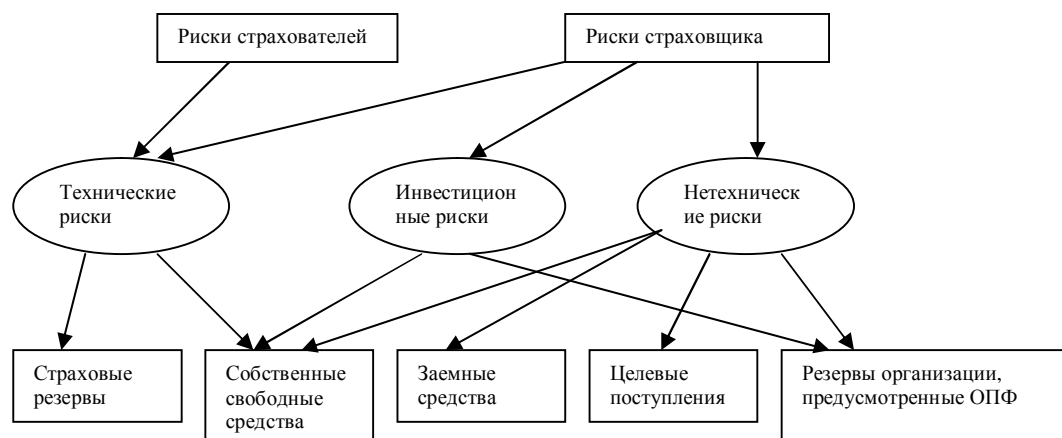 Риски страхователей
Риски страховщика
Технические
риски
Инвестицион
ные риски
Нетехническ
ие риски
Страховые
резервы
Собственные
свободные
средства
Заемные
средства
Целевые
поступления
Резервы организации,
предусмотренные ОПФ